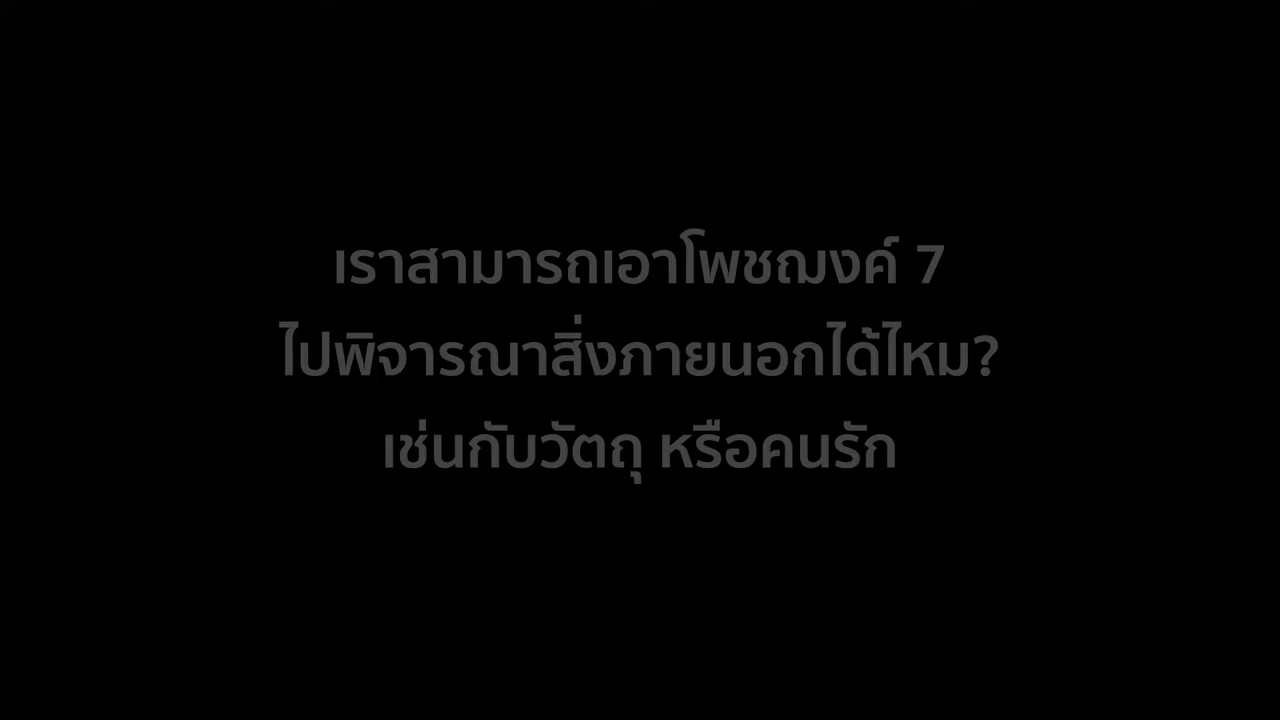 เราสามารถเอาโพชฌงค์ 7
ไปพิจารณาสิ่งภายนอกได้ไหม?
เช่นกับวัตถุ หรือคนรัก